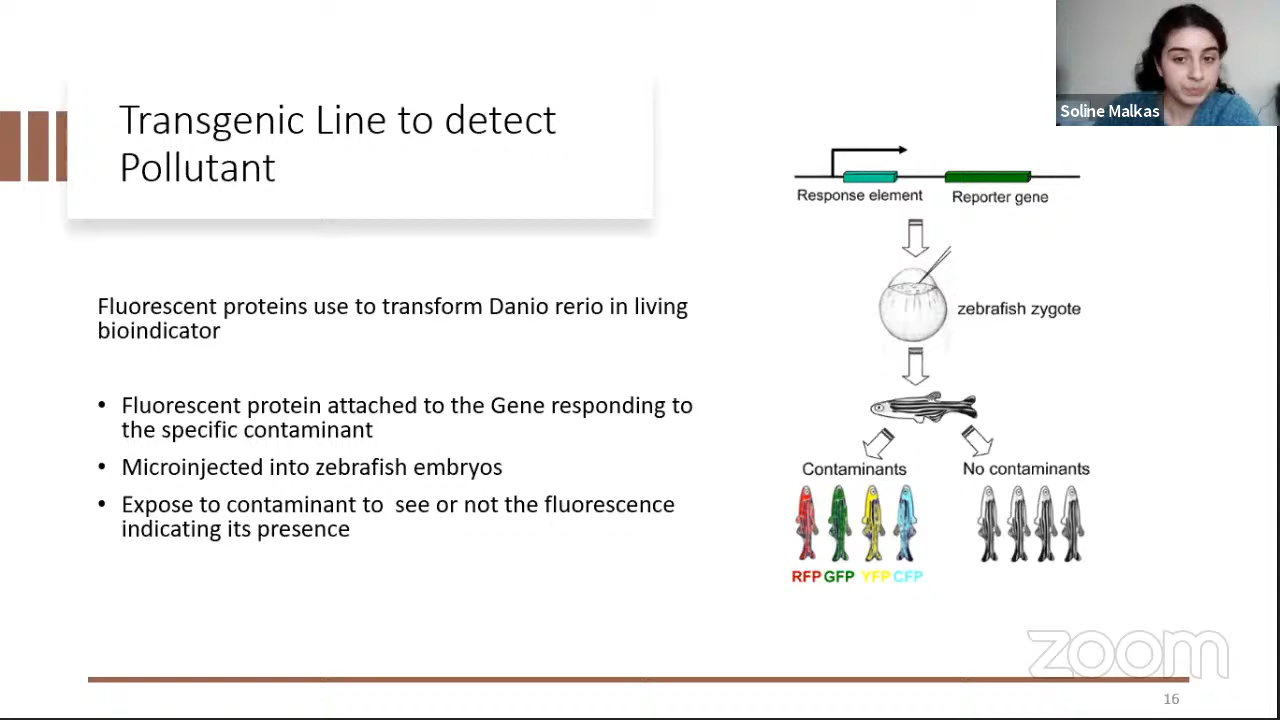 Soline Malkas
Transgenic Line to detect
Pollutant
Fluorescent proteins use to transform Danio rerio in living
bioindicator
• Fluorescent protein attached to the Gene responding to
the specific contaminant
• Microinjected into zebrafish embryos
• Expose to contaminant to  see or not the fluorescence
indicating its presence
Response element
Reporter gene
zebrafish zygote
Contaminants
No contaminants
RFP GFP YFP CFP
zoom
16